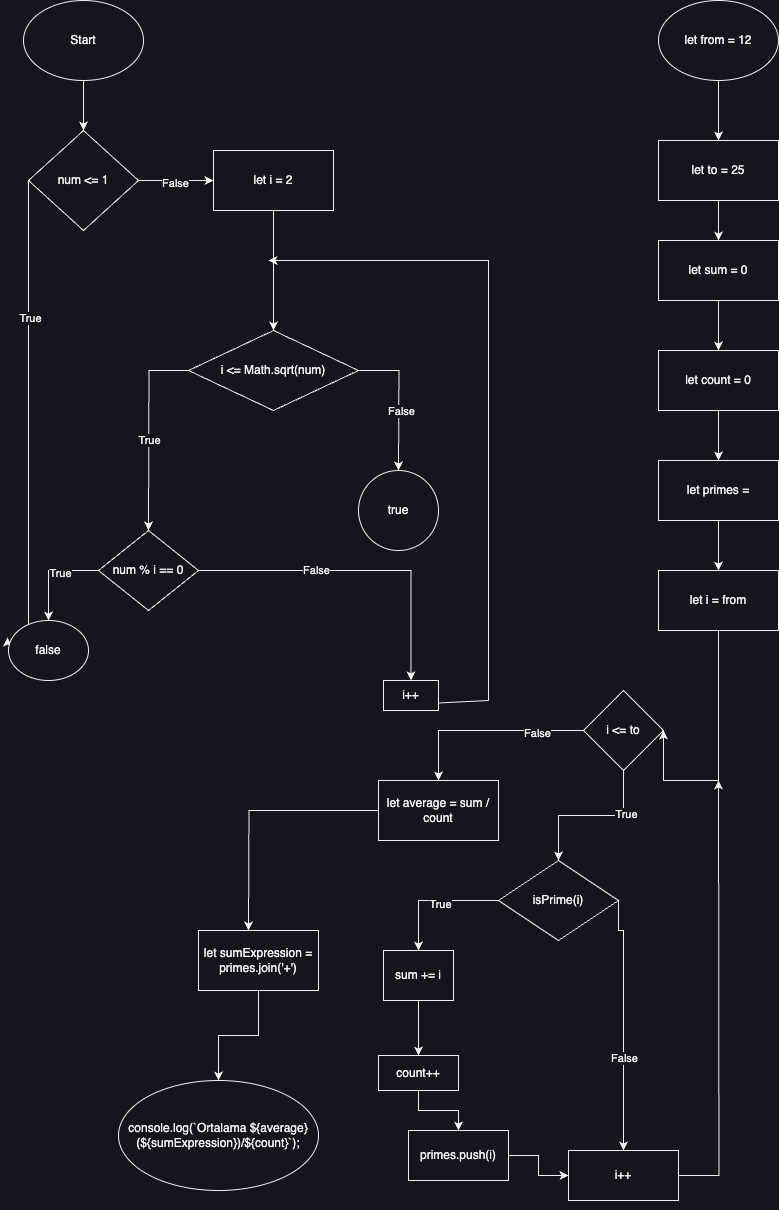 Start
let from = 12
num <= 1
False
let i = 2
let to = 25
let sum = 0
True
i <= Math.sqrt(num)
let count = 0
False
True
let primes =
true
num % i == 0
True
False
let i = from
false
i++
i <= to
False
let average = sum /
count
True
isPrime(i)
True
let sumExpression =
primes.join('+')
sum += i
False
count++
console.log(`Ortalama ${average}
(${sumExpression})/${count}`);
primes.push(i)
i++